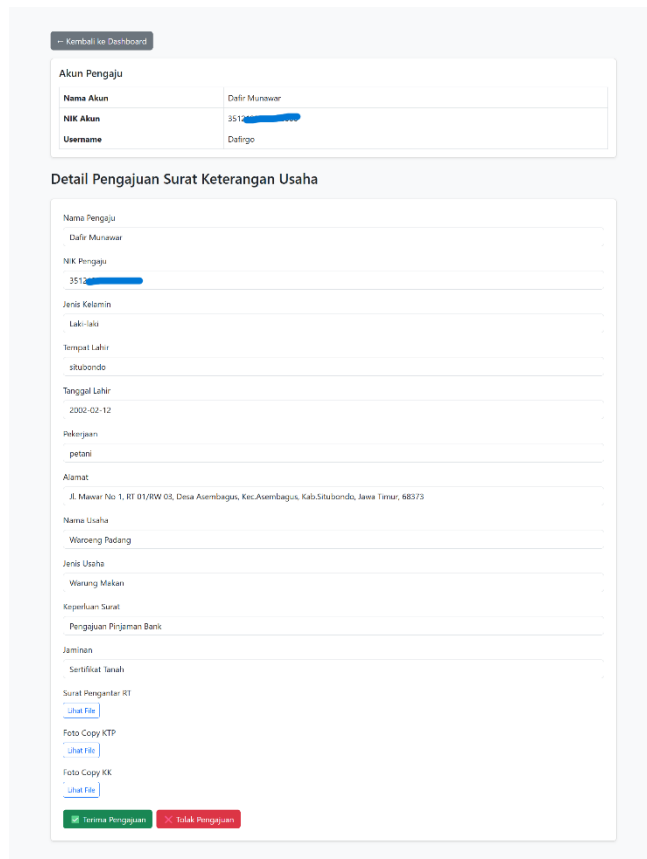 ← Kembali ke Dashboard
Akun Pengaju
Nama Akun Dafir Munawar
NIK Akun 3512
Username Dafirgo
Detail Pengajuan Surat Keterangan Usaha
Nama Pengaju
Dafir Munawar
NIK Pengaju
3512
Jenis Kelamin
Laki-laki
Tempat Lahir
situbondo
Tanggal Lahir
2002-02-12
Pekerjaan
petani
Alamat
Jl. Mawar No 1, RT 01/RW 03, Desa Asembagus, Kec.Asembagus, Kab.Situbondo, Jawa Timur, 68373
Nama Usaha
Waroeng Padang
Jenis Usaha
Warung Makan
Keperluan Surat
Pengajuan Pinjaman Bank
Jaminan
Sertifikat Tanah
Surat Pengantar RT
Lihat File
Foto Copy KTP
Lihat File
Foto Copy KK
Lihat File
✅ Terima Pengajuan ❌ Tolak Pengajuan